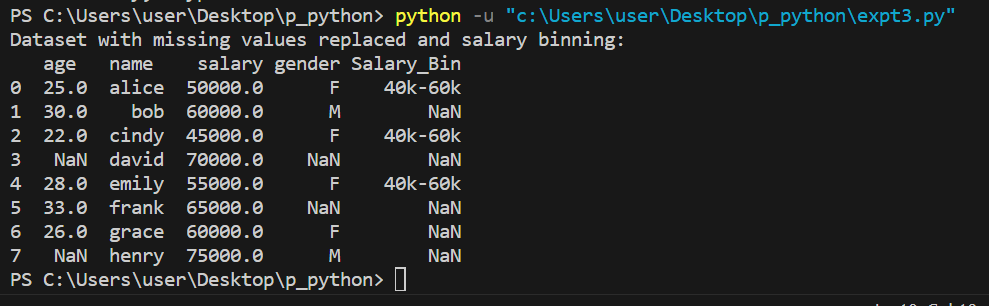 PS C:\Users\user\Desktop\p_python> python -u "c:\Users\user\Desktop\p_python\expt3.py"
Dataset with missing values replaced and salary binning:
    age   name   salary gender Salary_Bin
0  25.0  alice  50000.0      F    40k-60k
1  30.0    bob  60000.0      M        NaN
2  22.0  cindy  45000.0      F    40k-60k
3   NaN  david  70000.0    NaN        NaN
4  28.0  emily  55000.0      F    40k-60k
5  33.0  frank  65000.0    NaN        NaN
6  26.0  grace  60000.0      F        NaN
7   NaN  henry  75000.0      M        NaN
PS C:\Users\user\Desktop\p_python>